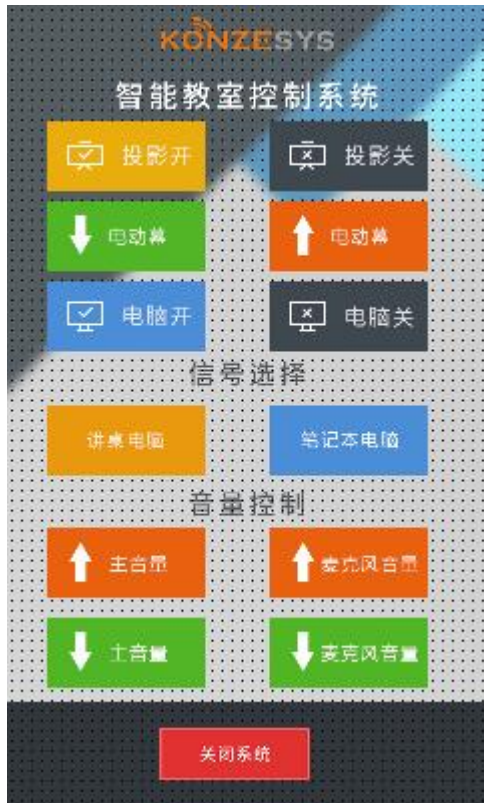 KONZESYS
智能教室控制系统
投影开 投影关
电动幕 电动幕
电脑开 电脑关
信号选择
讲桌电脑 笔记本电脑
音量控制
主音量 麦克风音量
主音量 麦克风音量
关闭系统